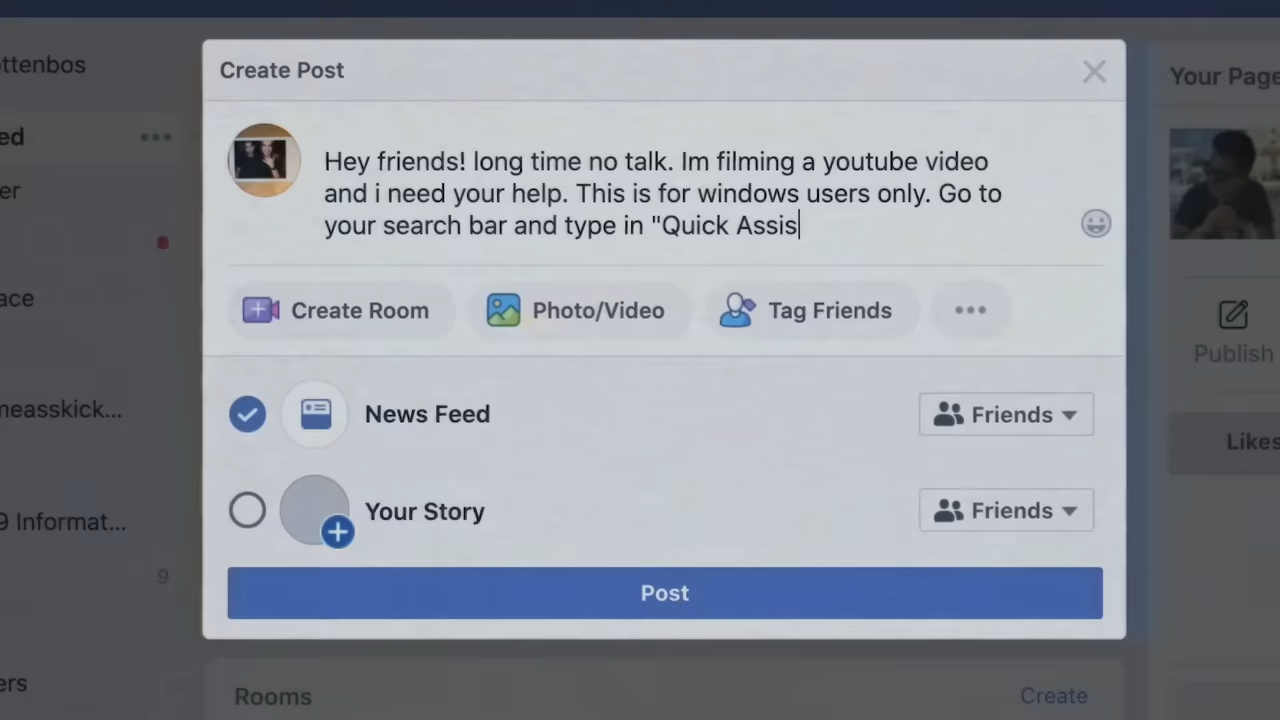 ttenbos
Create Post
Your Page
ed
Hey friends! long time no talk. Im filming a youtube video
and i need your help. This is for windows users only. Go to
your search bar and type in "Quick Assis
er
ace
Create Room
Photo/Video
Tag Friends
Publish
News Feed
Friends
neasskick...
Likes
Your Story
Friends
9 Informat...
9
Post
ers
Rooms
Create